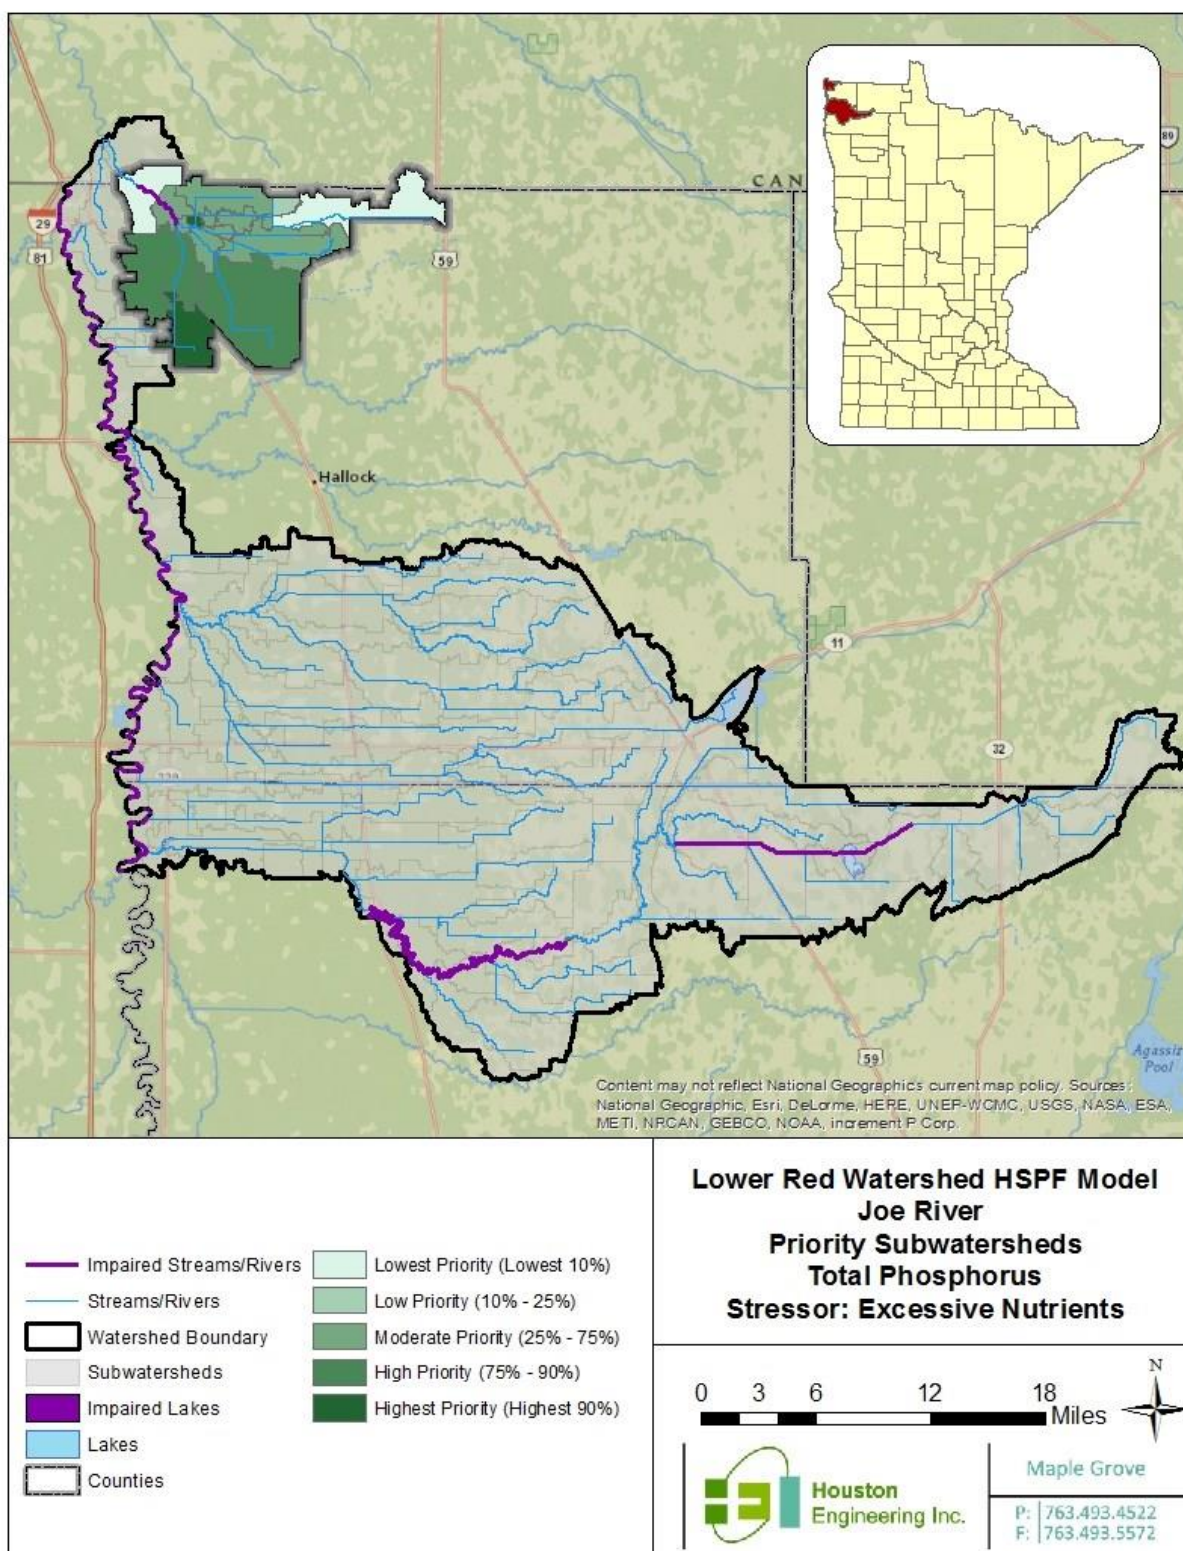 89
CAN
29
81
59
Hallock
11
32
220
59
Agassiz
Pool
Content may not reflect National Geographic's current map policy. Sources:
National Geographic, Esri, DeLorme, HERE, UNEP-WCMC, USGS, NASA, ESA,
METI, NRCAN, GEBCO, NOAA, increment P Corp.
Impaired Streams/Rivers
Streams/Rivers
Watershed Boundary
Subwatersheds
Impaired Lakes
Lakes
Counties
Lowest Priority (Lowest 10%)
Low Priority (10% - 25%)
Moderate Priority (25% - 75%)
High Priority (75% - 90%)
Highest Priority (Highest 90%)
Lower Red Watershed HSPF Model
Joe River
Priority Subwatersheds
Total Phosphorus
Stressor: Excessive Nutrients
N
0 3 6 12 18
Miles
Houston
Engineering Inc.
Maple Grove
P: 763.493.4522
F: 763.493.5572